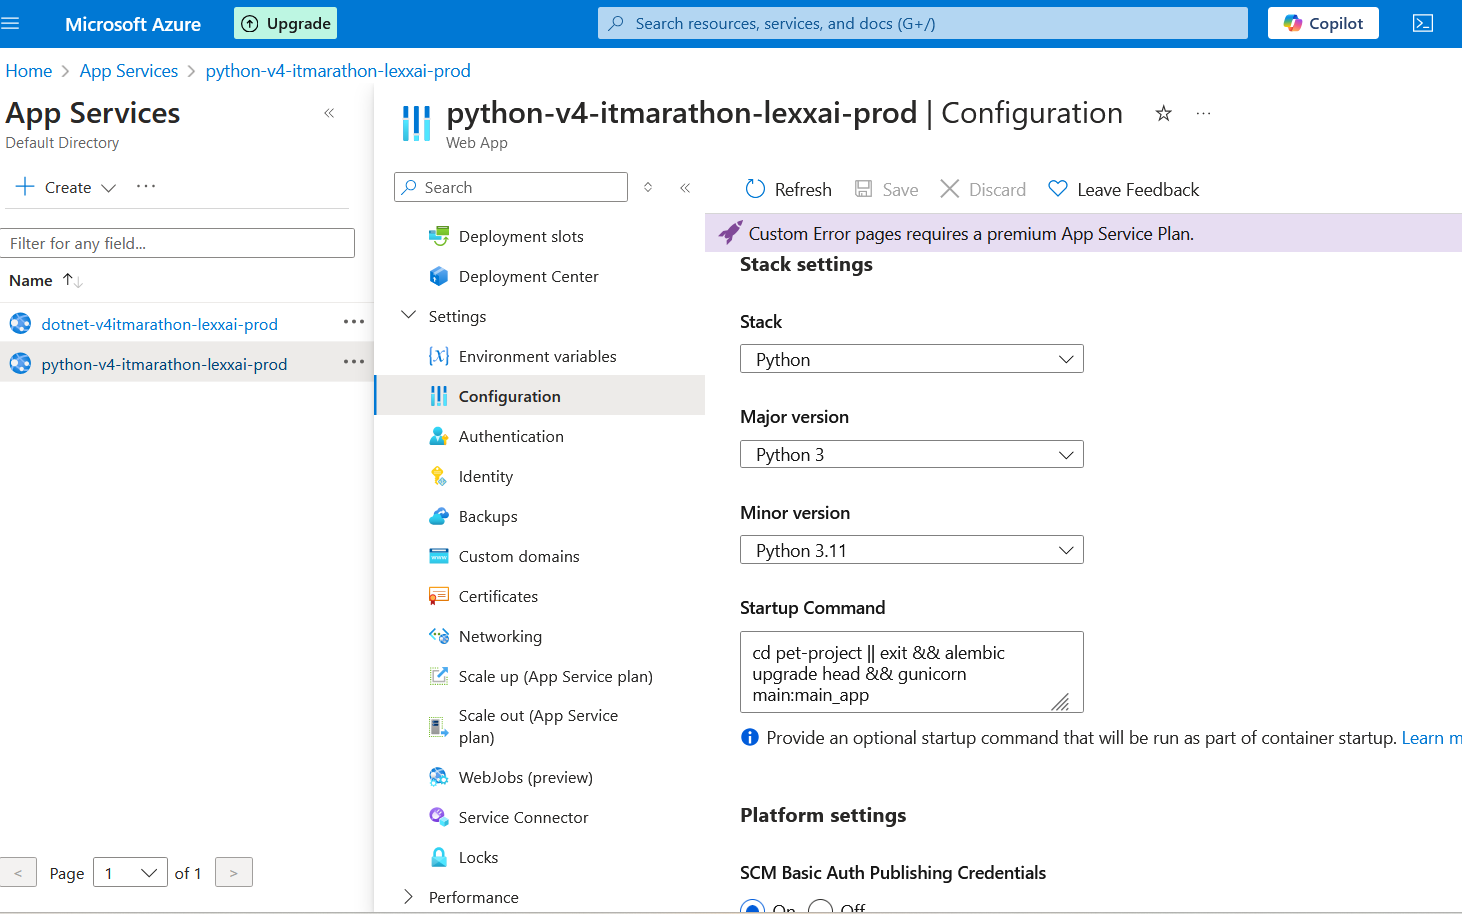 Microsoft Azure
Upgrade
Search resources, services, and docs (G+/)
Copilot
Home > App Services > python-v4-itmarathon-lexxai-prod
App Services
Default Directory
Create
Filter for any field...
Name
dotnet-v4itmarathon-lexxai-prod
python-v4-itmarathon-lexxai-prod
< Page 1 of 1 >
python-v4-itmarathon-lexxai-prod | Configuration
Web App
Search
Deployment slots
Deployment Center
Settings
Environment variables
Configuration
Authentication
Identity
Backups
Custom domains
Certificates
Networking
Scale up (App Service plan)
Scale out (App Service
plan)
WebJobs (preview)
Service Connector
Locks
Performance
Refresh Save Discard Leave Feedback
Custom Error pages requires a premium App Service Plan.
Stack settings
Stack
Python
Major version
Python 3
Minor version
Python 3.11
Startup Command
cd pet-project || exit && alembic
upgrade head && gunicorn
main:main_app
Provide an optional startup command that will be run as part of container startup. Learn m
Platform settings
SCM Basic Auth Publishing Credentials
On Off